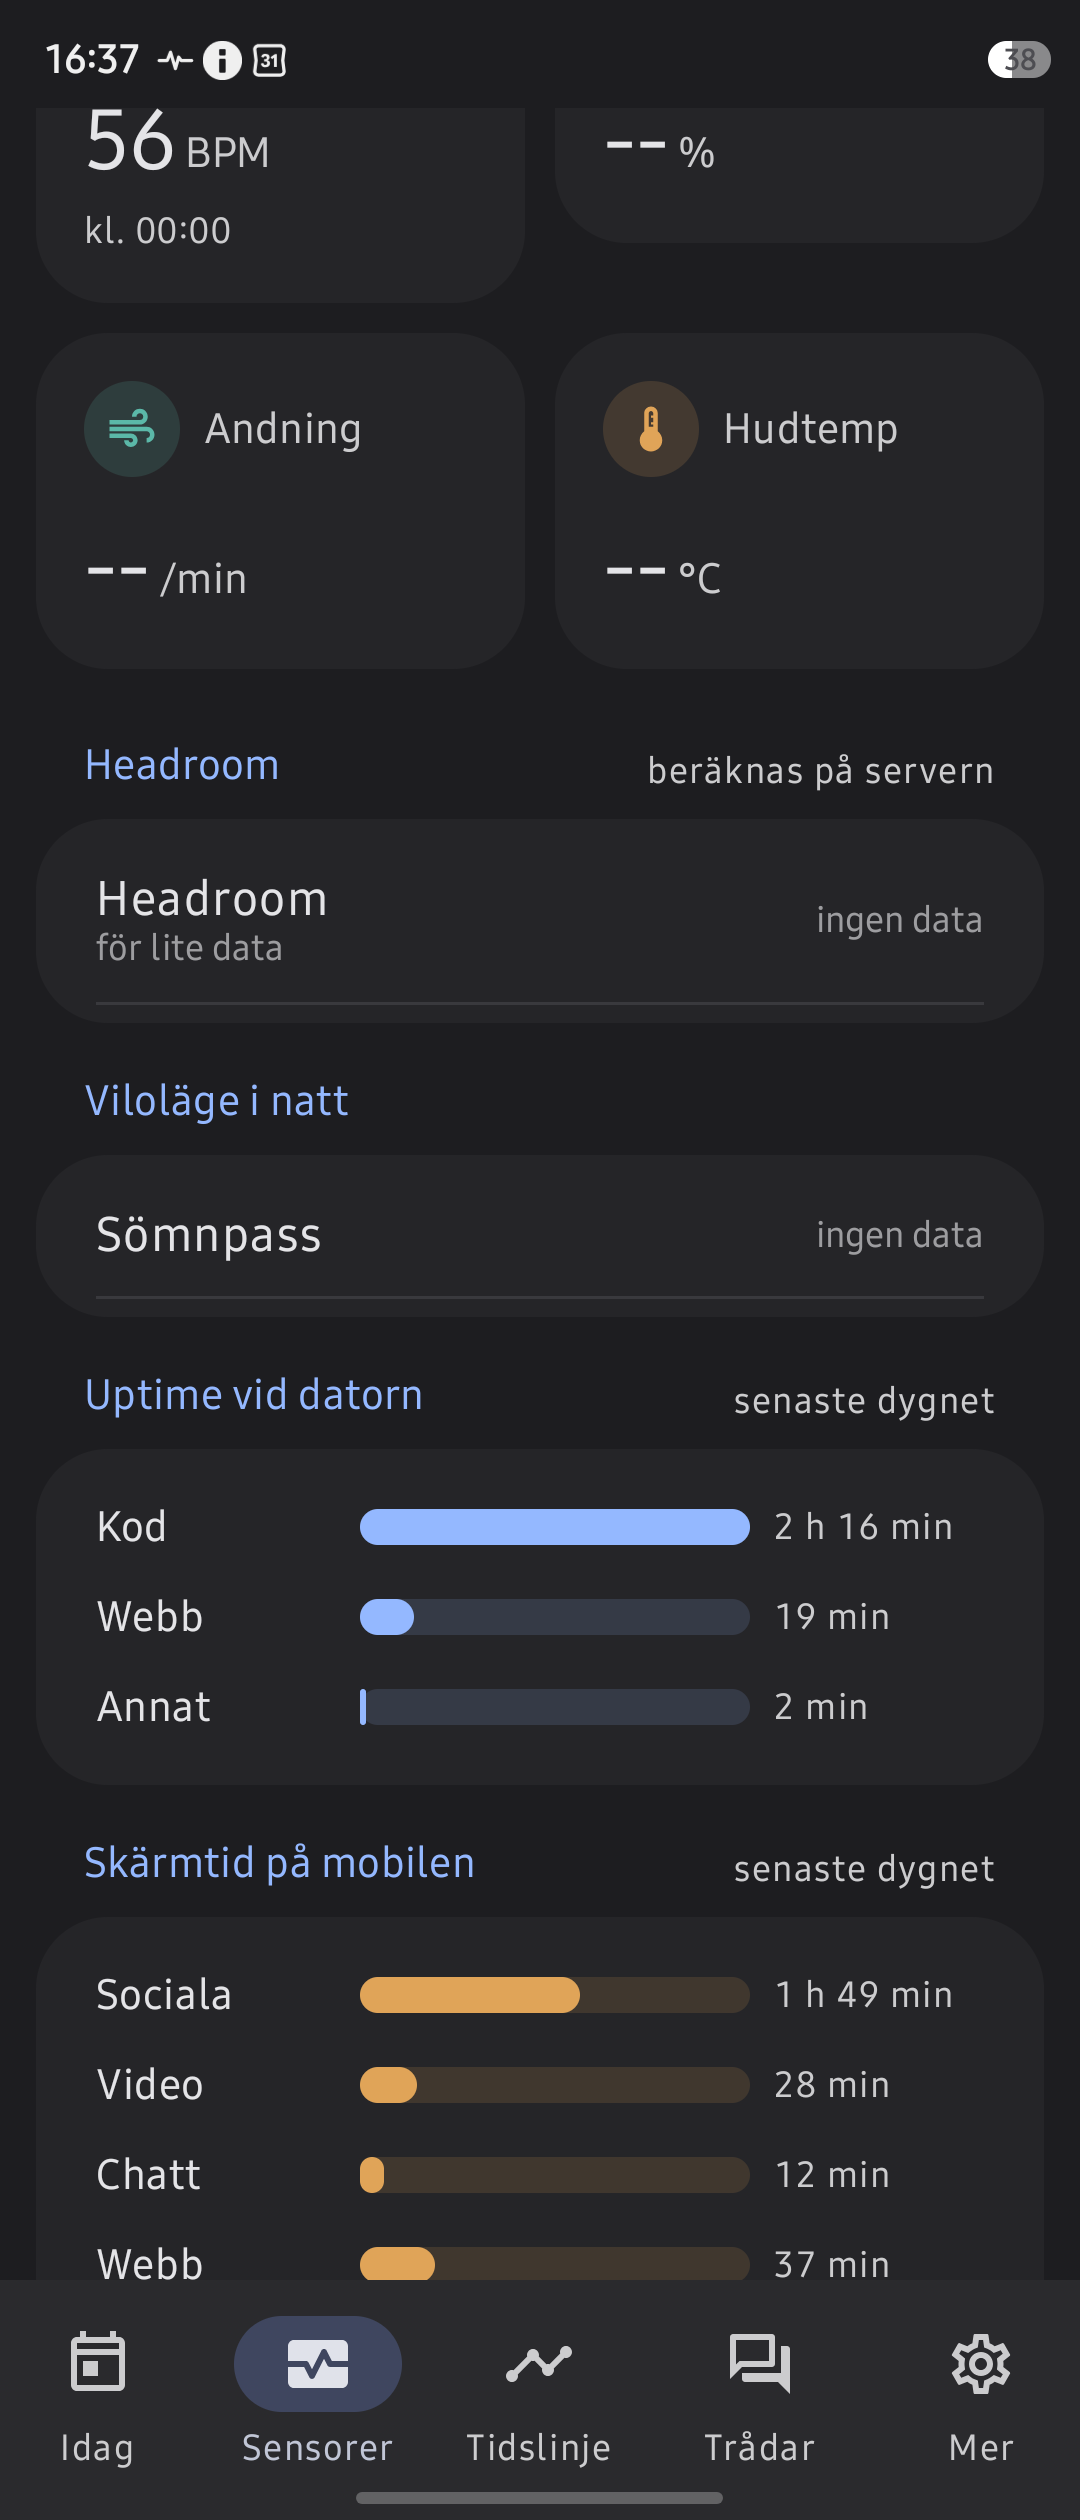 16:37
31
38
56 BPM
kl. 00:00
-- %
Andning
-- /min
Hudtemp
-- °C
Headroom
beräknas på servern
Headroom
för lite data
ingen data
Viloläge i natt
Sömnpass
ingen data
Uptime vid datorn
senaste dygnet
Kod
2 h 16 min
Webb
19 min
Annat
2 min
Skärmtid på mobilen
senaste dygnet
Sociala
1 h 49 min
Video
28 min
Chatt
12 min
Webb
37 min
Idag
Sensorer
Tidslinje
Trådar
Mer